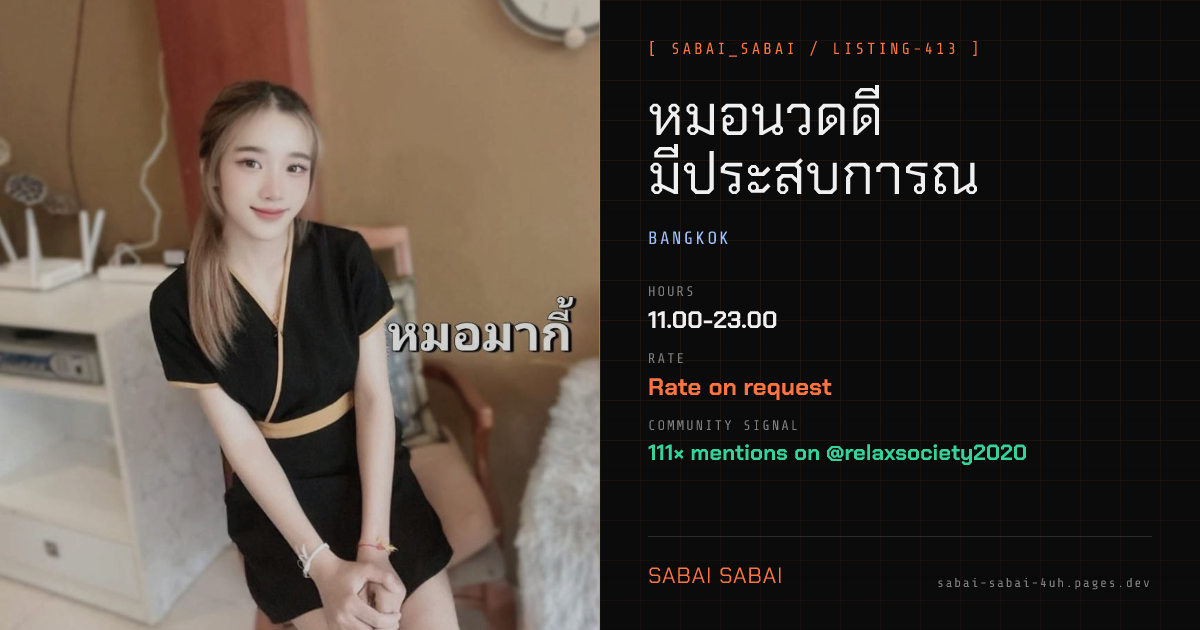 หมอมากี้
[ SABAI_SABAI / LISTING-413 ]
หมอนวดดี
มีประสบการณ
BANGKOK
HOURS
11.00-23.00
RATE
Rate on request
COMMUNITY SIGNAL
111× mentions on @relaxsociety2020
SABAI SABAI
sabai-sabai-4uh.pages.dev